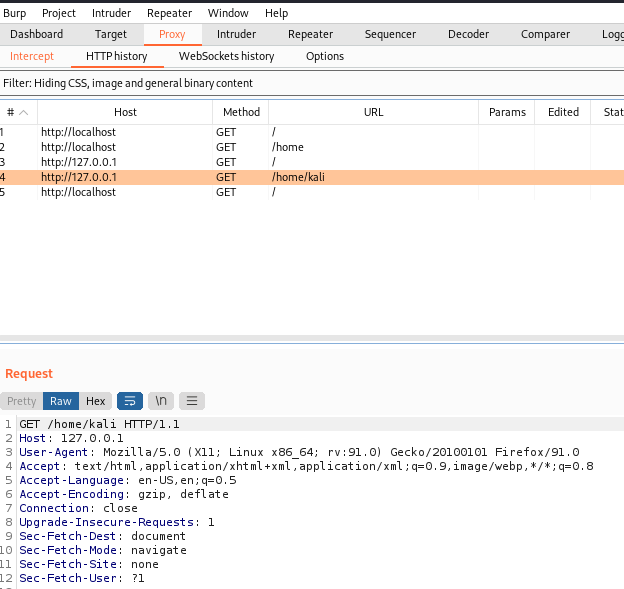 Burp Project Intruder Repeater Window Help
Dashboard Target Proxy Intruder Repeater Sequencer Decoder Comparer Logg
Intercept HTTP history WebSockets history Options
Filter: Hiding CSS, image and general binary content
# Host Method URL Params Edited Stat
1 http://localhost GET /
2 http://localhost GET /home
3 http://127.0.0.1 GET /
4 http://127.0.0.1 GET /home/kali
5 http://localhost GET /
Request
Pretty Raw Hex \n
1 GET /home/kali HTTP/1.1
2 Host: 127.0.0.1
3 User-Agent: Mozilla/5.0 (X11; Linux x86_64; rv:91.0) Gecko/20100101 Firefox/91.0
4 Accept: text/html,application/xhtml+xml,application/xml;q=0.9,image/webp,*/*;q=0.8
5 Accept-Language: en-US,en;q=0.5
6 Accept-Encoding: gzip, deflate
7 Connection: close
8 Upgrade-Insecure-Requests: 1
9 Sec-Fetch-Dest: document
10 Sec-Fetch-Mode: navigate
11 Sec-Fetch-Site: none
12 Sec-Fetch-User: ?1